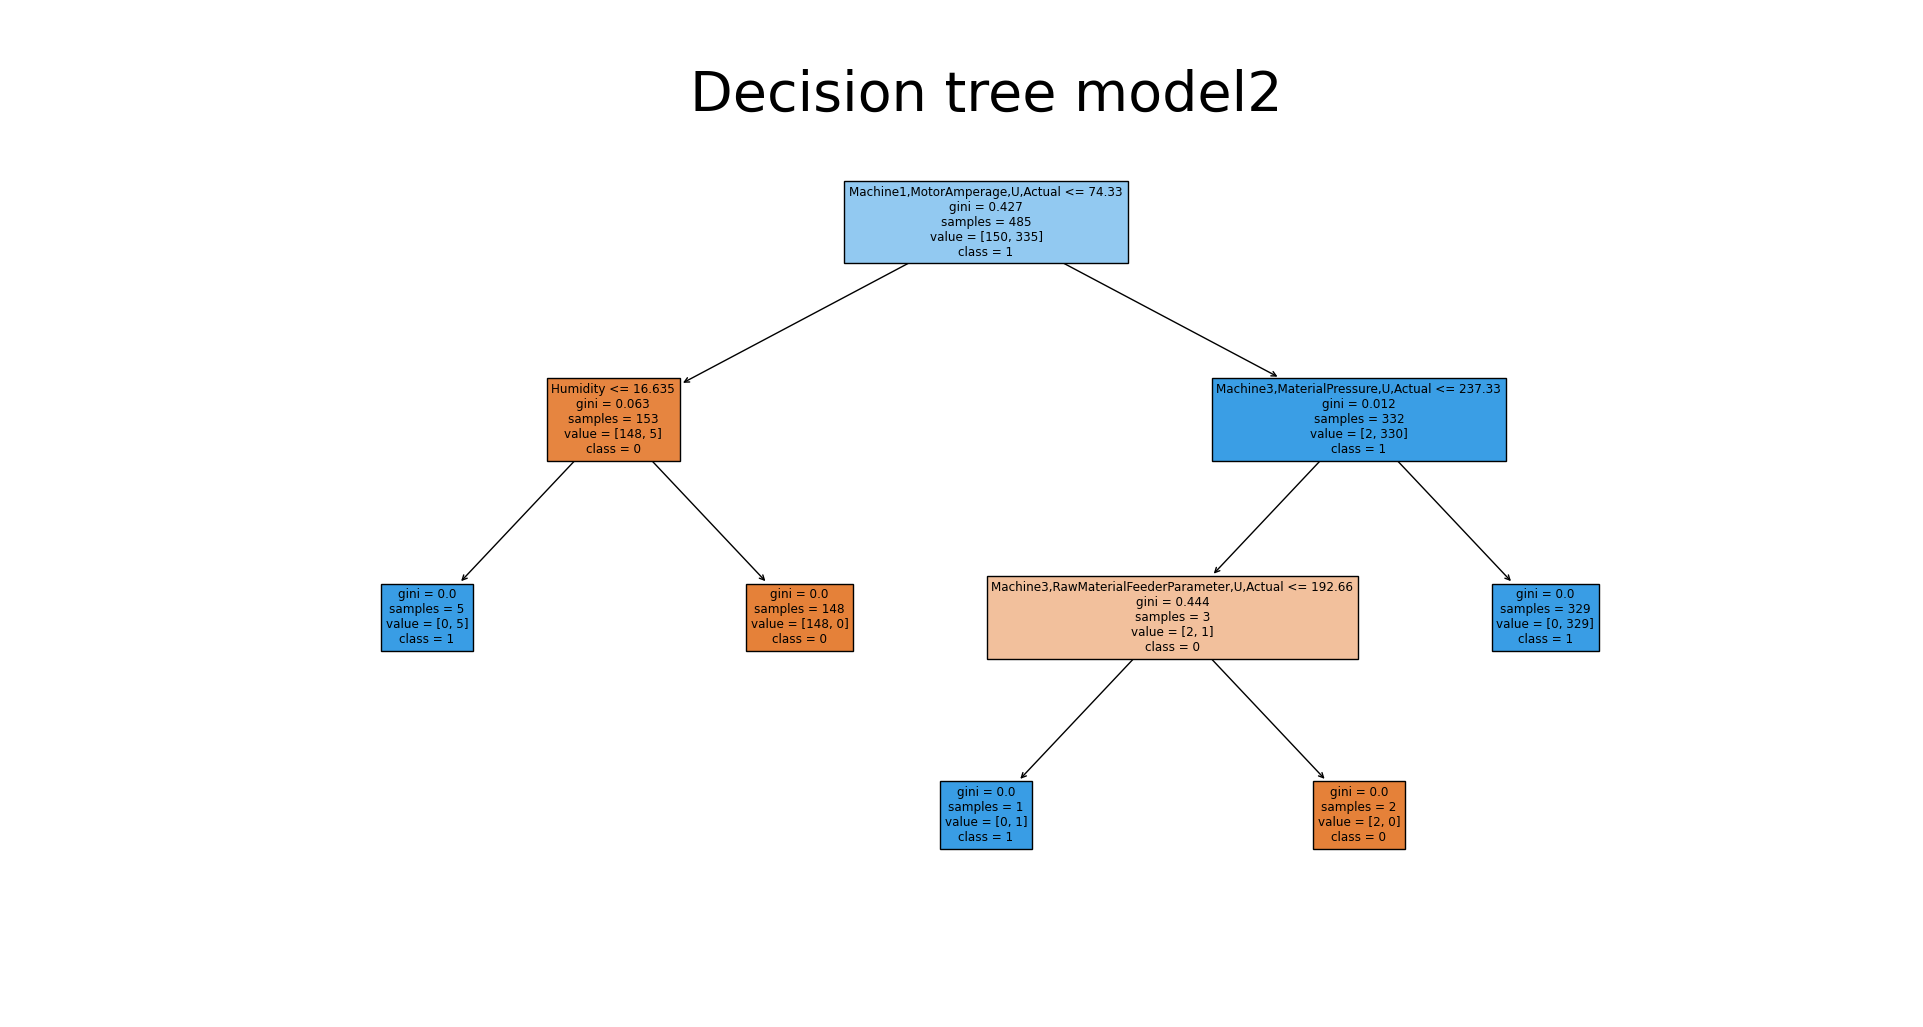 Decision tree model2
Machine1,MotorAmperage,U,Actual <= 74.33
gini = 0.427
samples = 485
value = [150, 335]
class = 1
Humidity <= 16.635
gini = 0.063
samples = 153
value = [148, 5]
class = 0
Machine3,MaterialPressure,U,Actual <= 237.33
gini = 0.012
samples = 332
value = [2, 330]
class = 1
gini = 0.0
samples = 5
value = [0, 5]
class = 1
gini = 0.0
samples = 148
value = [148, 0]
class = 0
Machine3,RawMaterialFeederParameter,U,Actual <= 192.66
gini = 0.444
samples = 3
value = [2, 1]
class = 0
gini = 0.0
samples = 329
value = [0, 329]
class = 1
gini = 0.0
samples = 1
value = [0, 1]
class = 1
gini = 0.0
samples = 2
value = [2, 0]
class = 0